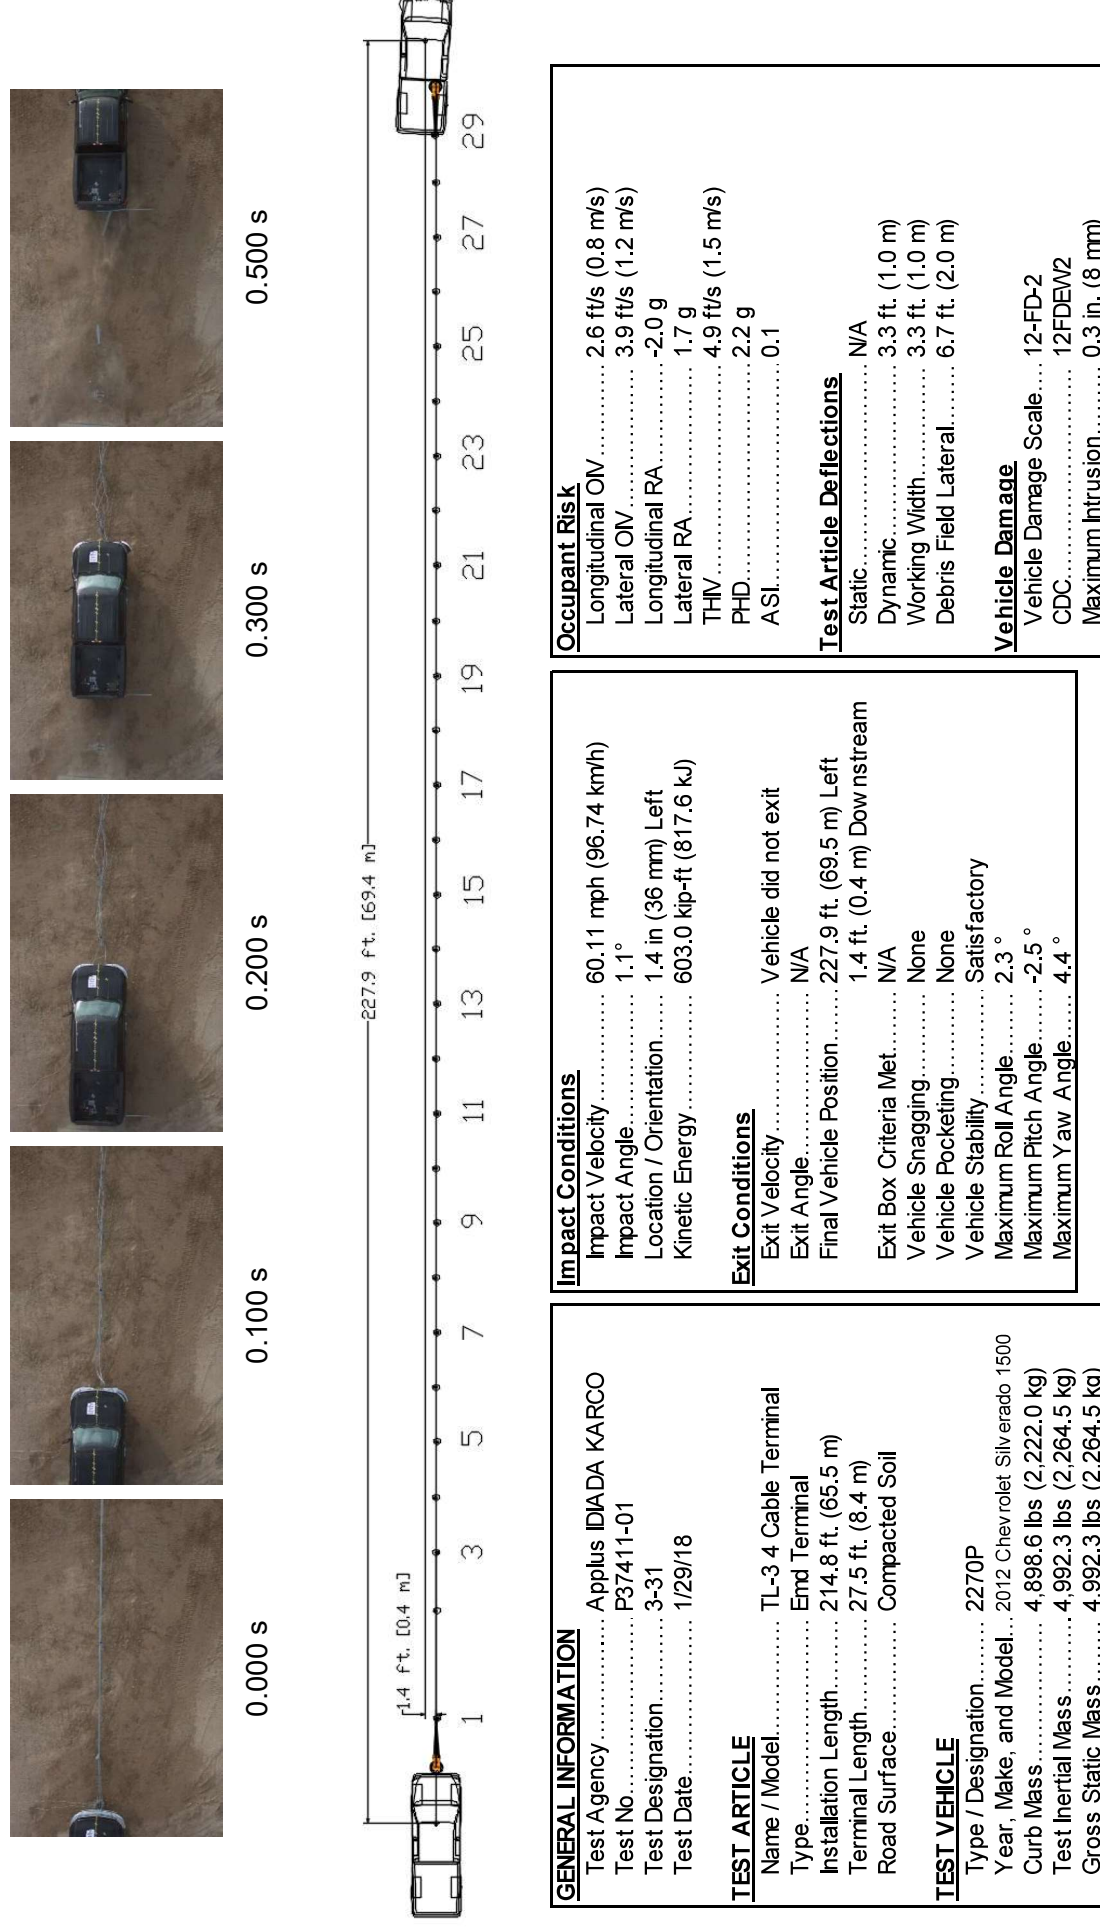 0.000 s
0.100 s
0.200 s
0.300 s
0.500 s
227.9 ft. [69.4 m]
1.4 ft. [0.4 m]
1 3 5 7 9 11 13 15 17 19 21 23 25 27 29
GENERAL INFORMATION
Test Agency.......... Applus IDIADA KARCO
Test No.......... P37411-01
Test Designation.......... 3-31
Test Date.......... 1/29/18
TEST ARTICLE
Name / Model.......... TL-3 4 Cable Terminal
Type.......... Emd Terminal
Installation Length.......... 214.8 ft. (65.5 m)
Terminal Length.......... 27.5 ft. (8.4 m)
Road Surface.......... Compacted Soil
TEST VEHICLE
Type / Designation.......... 2270P
Year, Make, and Model... 2012 Chevrolet Silverado 1500
Curb Mass.......... 4,898.6 lbs (2,222.0 kg)
Test Inertial Mass.......... 4,992.3 lbs (2,264.5 kg)
Gross Static Mass.......... 4,992.3 lbs (2,264.5 kg)
Impact Conditions
Impact Velocity.......... 60.11 mph (96.74 km/h)
Impact Angle.......... 1.1°
Location / Orientation...... 1.4 in (36 mm) Left
Kinetic Energy.......... 603.0 kip-ft (817.6 kJ)
Exit Conditions
Exit Velocity.......... Vehicle did not exit
Exit Angle.......... N/A
Final Vehicle Position...... 227.9 ft. (69.5 m) Left
1.4 ft. (0.4 m) Downstream
Exit Box Criteria Met...... N/A
Vehicle Snagging.......... None
Vehicle Pocketing.......... None
Vehicle Stability.......... Satisfactory
Maximum Roll Angle........ 2.3 °
Maximum Pitch Angle...... -2.5 °
Maximum Yaw Angle..... 4.4 °
Occupant Risk
Longitudinal OIV.......... 2.6 ft/s (0.8 m/s)
Lateral OIV.......... 3.9 ft/s (1.2 m/s)
Longitudinal RA.......... -2.0 g
Lateral RA.......... 1.7 g
THIV.......... 4.9 ft/s (1.5 m/s)
PHD.......... 2.2 g
ASI.......... 0.1
Test Article Deflections
Static.......... N/A
Dynamic.......... 3.3 ft. (1.0 m)
Working Width.......... 3.3 ft. (1.0 m)
Debris Field Lateral........ 6.7 ft. (2.0 m)
Vehicle Damage
Vehicle Damage Scale.... 12-FD-2
CDC.......... 12FDEW2
Maximum Intrusion.......... 0.3 in. (8 mm)